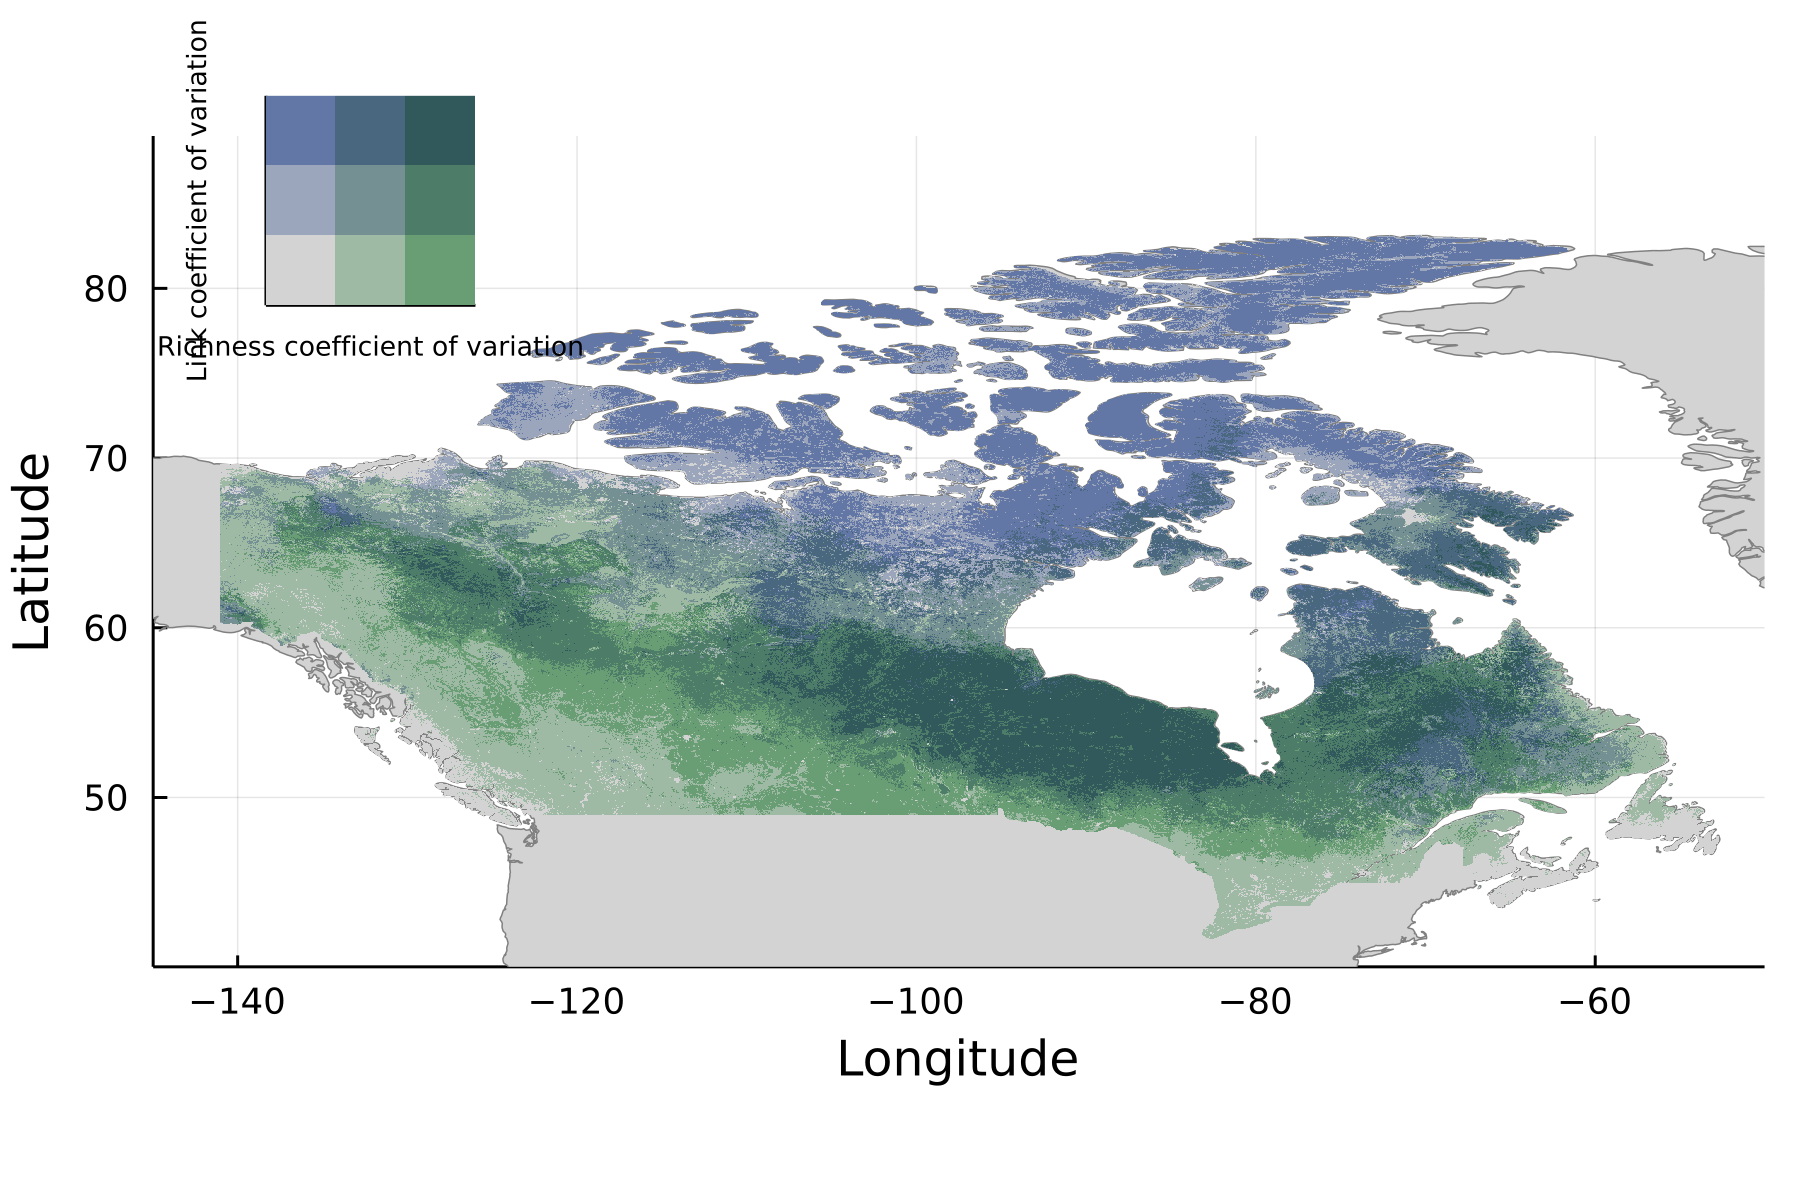 Link coefficient of variation
Richness coefficient of variation
Latitude
80
70
60
50
−140
−120
−100
−80
−60
Longitude